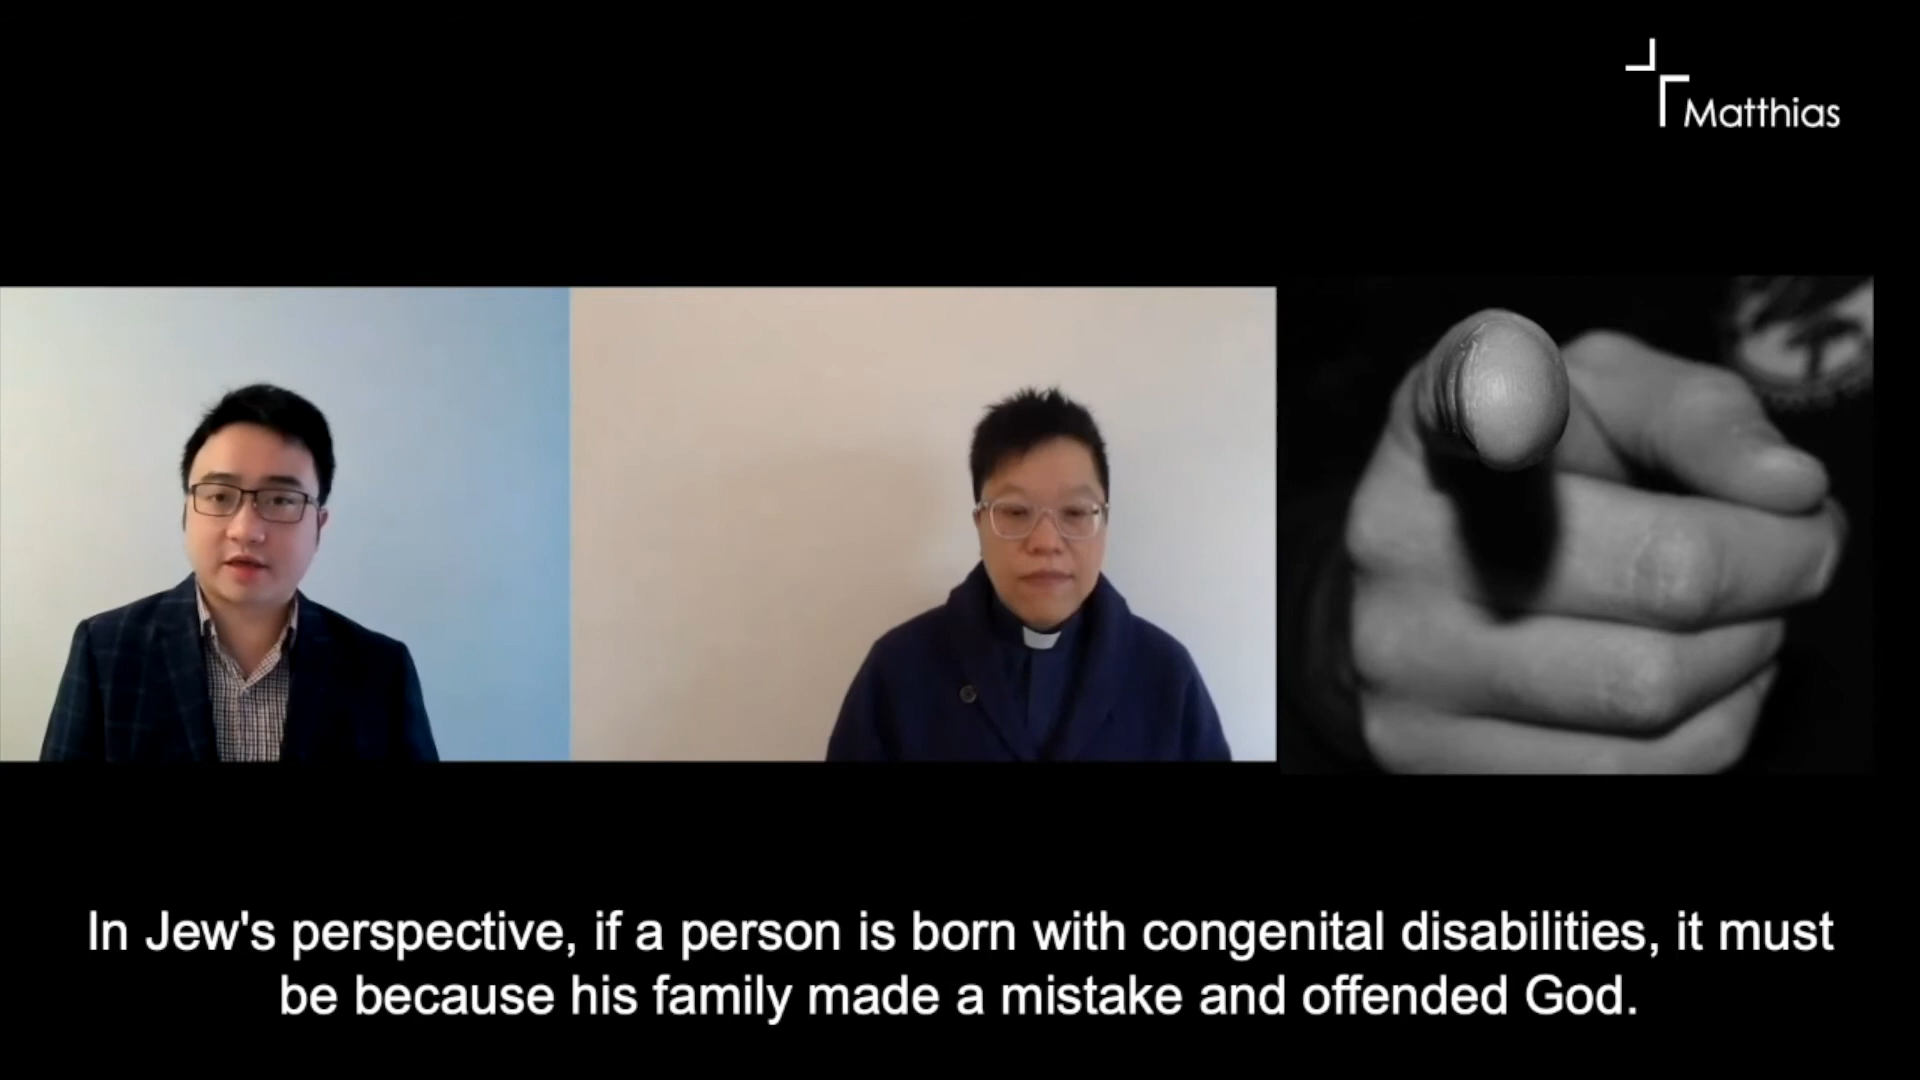 Matthias
In Jew's perspective, if a person is born with congenital disabilities, it must
be because his family made a mistake and offended God.